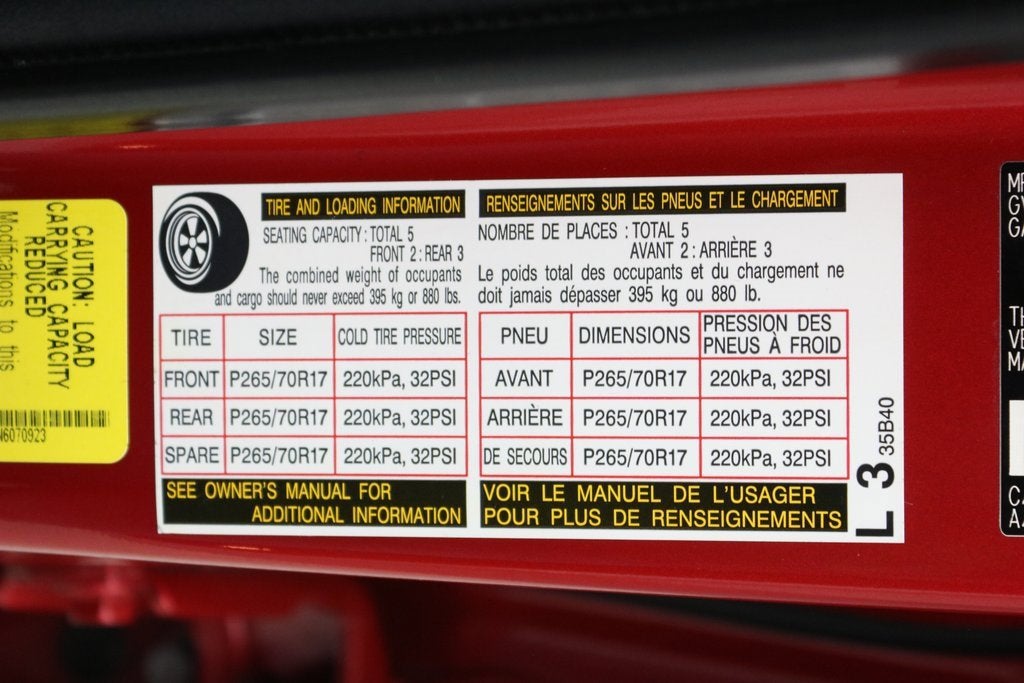 CAUTION: LOAD
CARRYING CAPACITY
REDUCED
Modifications to this
N6070923
TIRE AND LOADING INFORMATION
SEATING CAPACITY : TOTAL 5
FRONT 2 : REAR 3
The combined weight of occupants
and cargo should never exceed 395 kg or 880 lbs.
TIRE SIZE COLD TIRE PRESSURE
FRONT P265/70R17 220kPa, 32PSI
REAR P265/70R17 220kPa, 32PSI
SPARE P265/70R17 220kPa, 32PSI
SEE OWNER'S MANUAL FOR
ADDITIONAL INFORMATION
RENSEIGNEMENTS SUR LES PNEUS ET LE CHARGEMENT
NOMBRE DE PLACES : TOTAL 5
AVANT 2 : ARRIÈRE 3
Le poids total des occupants et du chargement ne
doit jamais dépasser 395 kg ou 880 lb.
PNEU DIMENSIONS PRESSION DES
PNEUS À FROID
AVANT P265/70R17 220kPa, 32PSI
ARRIÈRE P265/70R17 220kPa, 32PSI
DE SECOURS P265/70R17 220kPa, 32PSI
VOIR LE MANUEL DE L'USAGER
POUR PLUS DE RENSEIGNEMENTS
L 3 35B40